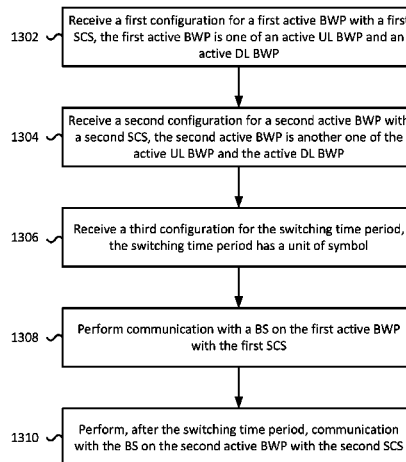 1302
Receive a first configuration for a first active BWP with a first
SCS, the first active BWP is one of an active UL BWP and an
active DL BWP
1304
Receive a second configuration for a second active BWP with
a second SCS, the second active BWP is another one of the
active UL BWP and the active DL BWP
1306
Receive a third configuration for the switching time period,
the switching time period has a unit of symbol
1308
Perform communication with a BS on the first active BWP
with the first SCS
1310
Perform, after the switching time period, communication
with the BS on the second active BWP with the second SCS